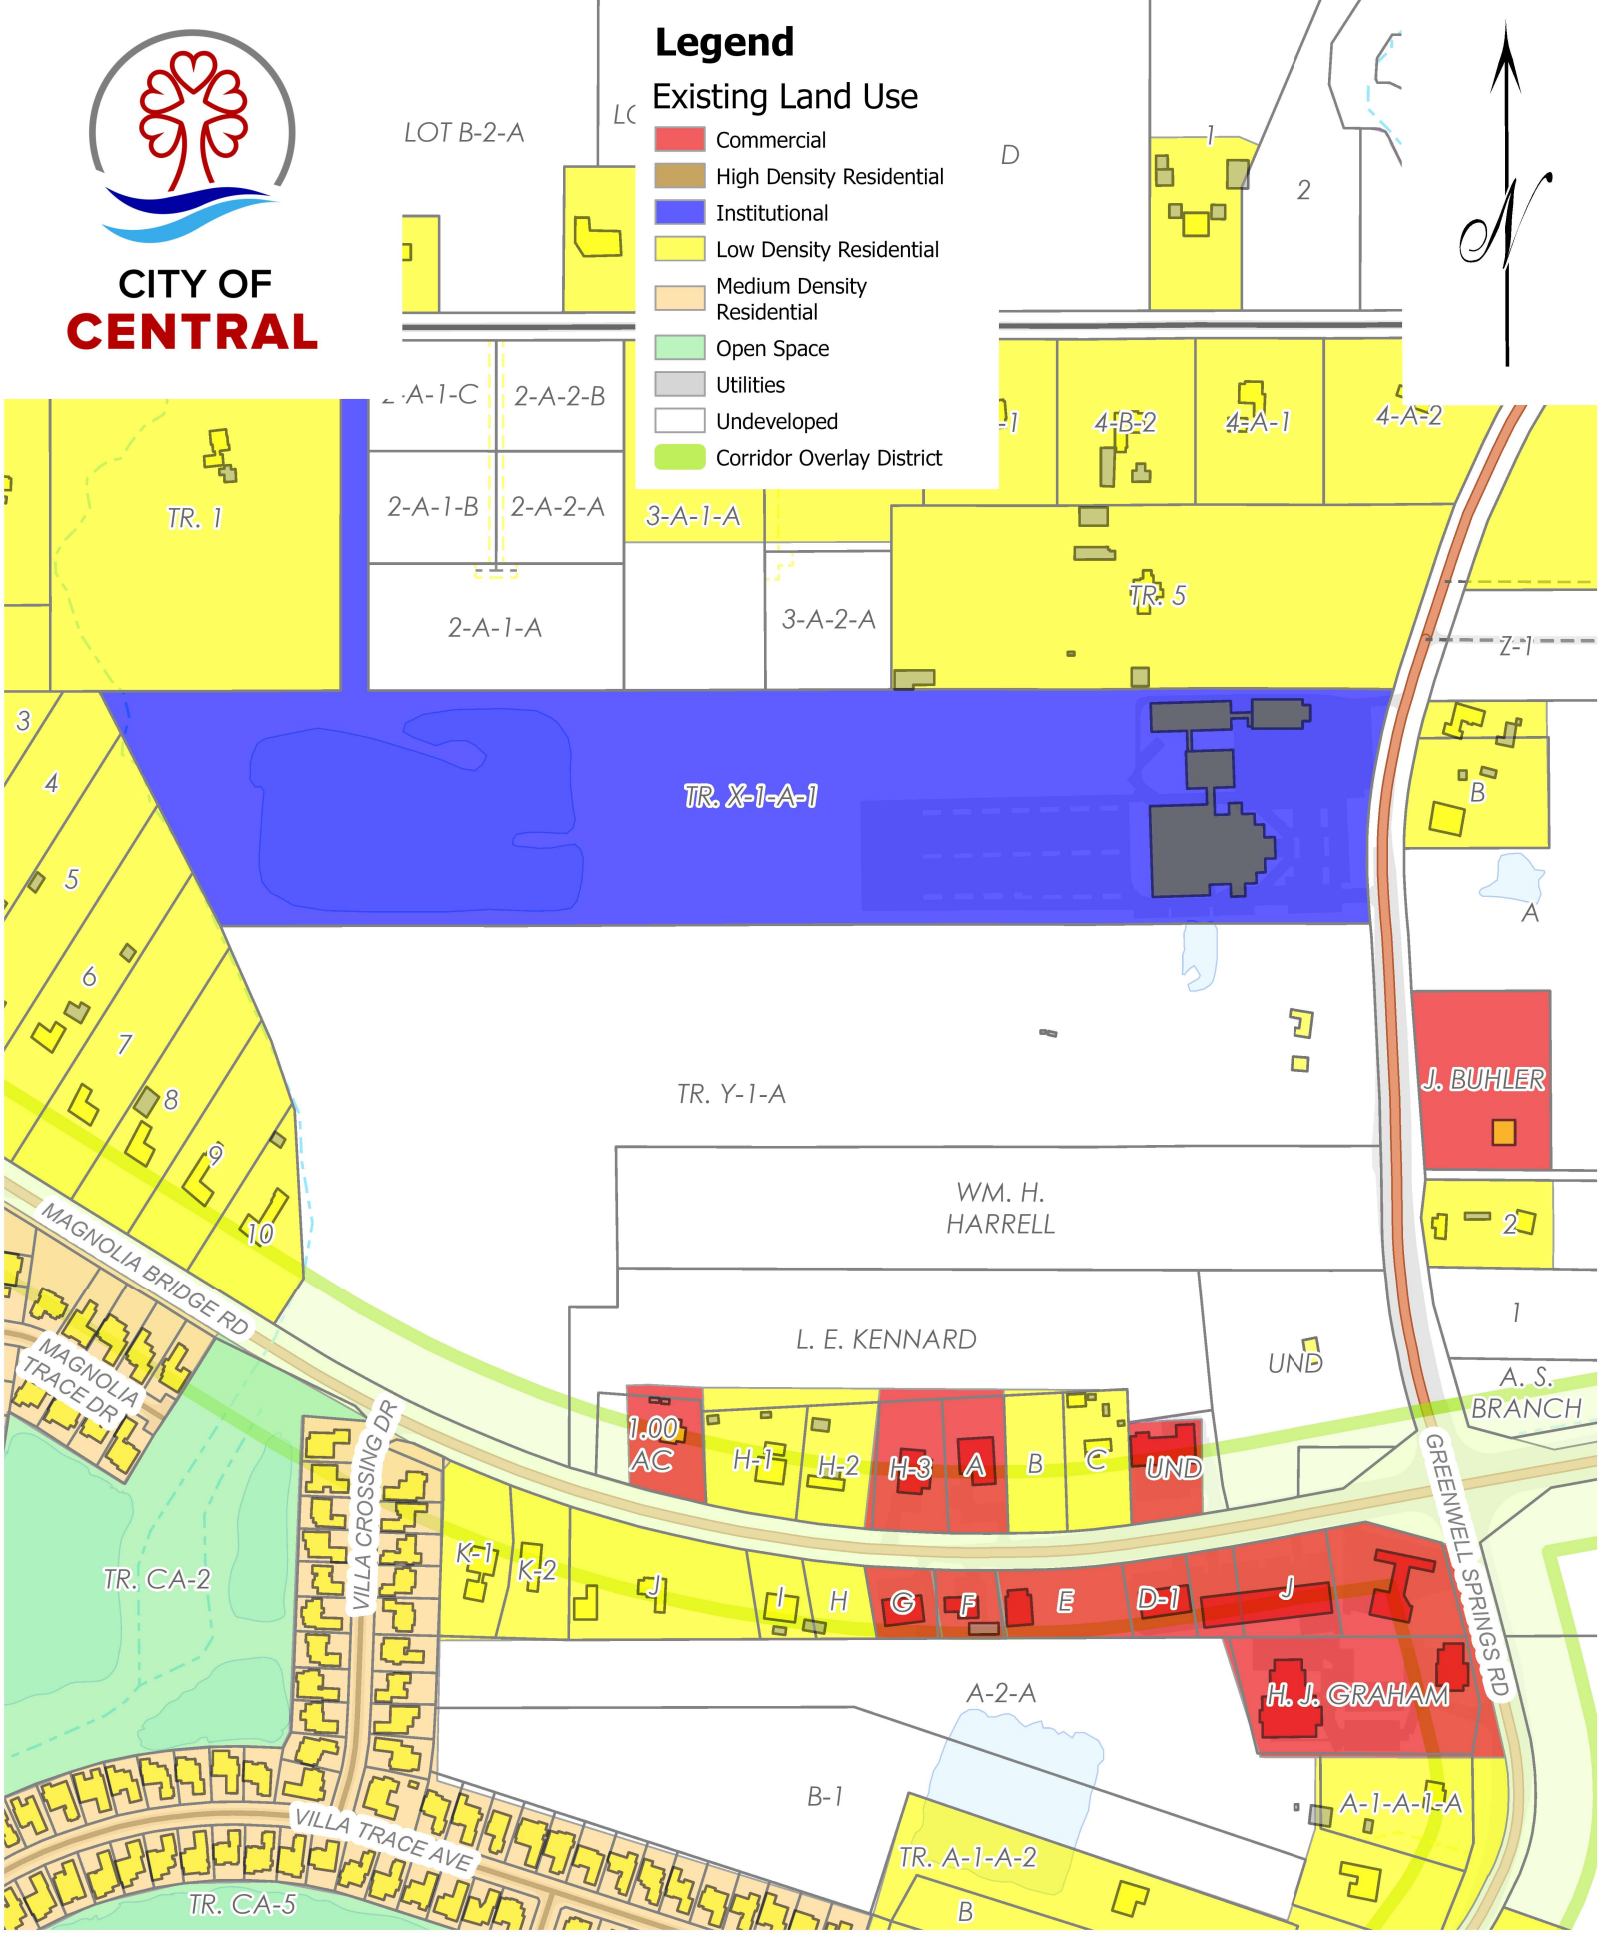 CITY OF
CENTRAL
Legend
Existing Land Use
Commercial
High Density Residential
Institutional
Low Density Residential
Medium Density
Residential
Open Space
Utilities
Undeveloped
Corridor Overlay District
N
LOT B-2-A
D
1
2
2-A-2-B
4-B-2
4-A-1
4-A-2
TR. 1
2-A-1-B
2-A-2-A
3-A-1-A
2-A-1-A
3-A-2-A
TR. 5
Z-1
3
4
TR. X-1-A-1
B
5
A
6
7
8
9
10
TR. Y-1-A
J. BUHLER
WM. H.
HARRELL
2
MAGNOLIA BRIDGE RD
L. E. KENNARD
UND
1
A. S.
BRANCH
MAGNOLIA
TRACE DR
1.00
AC
H-1
H-2
H-3
A
B
C
UND
VILLA CROSSING DR
GREENWELL SPRINGS RD
TR. CA-2
K-1
K-2
J
I
H
G
F
E
D-1
J
A-2-A
H. J. GRAHAM
B-1
A-1-A-1-A
VILLA TRACE AVE
TR. A-1-A-2
TR. CA-5
B